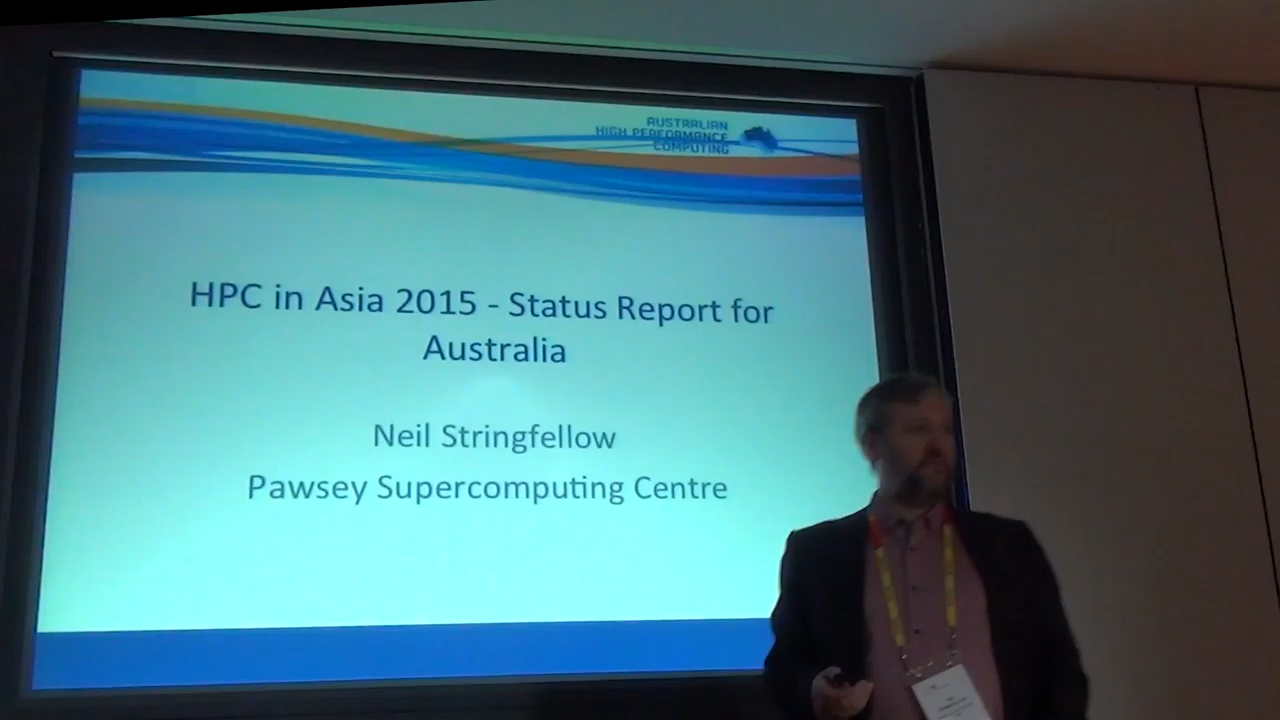 AUSTRALIAN
HIGH PERFORMANCE
COMPUTING
HPC in Asia 2015 - Status Report for
Australia
Neil Stringfellow
Pawsey Supercomputing Centre